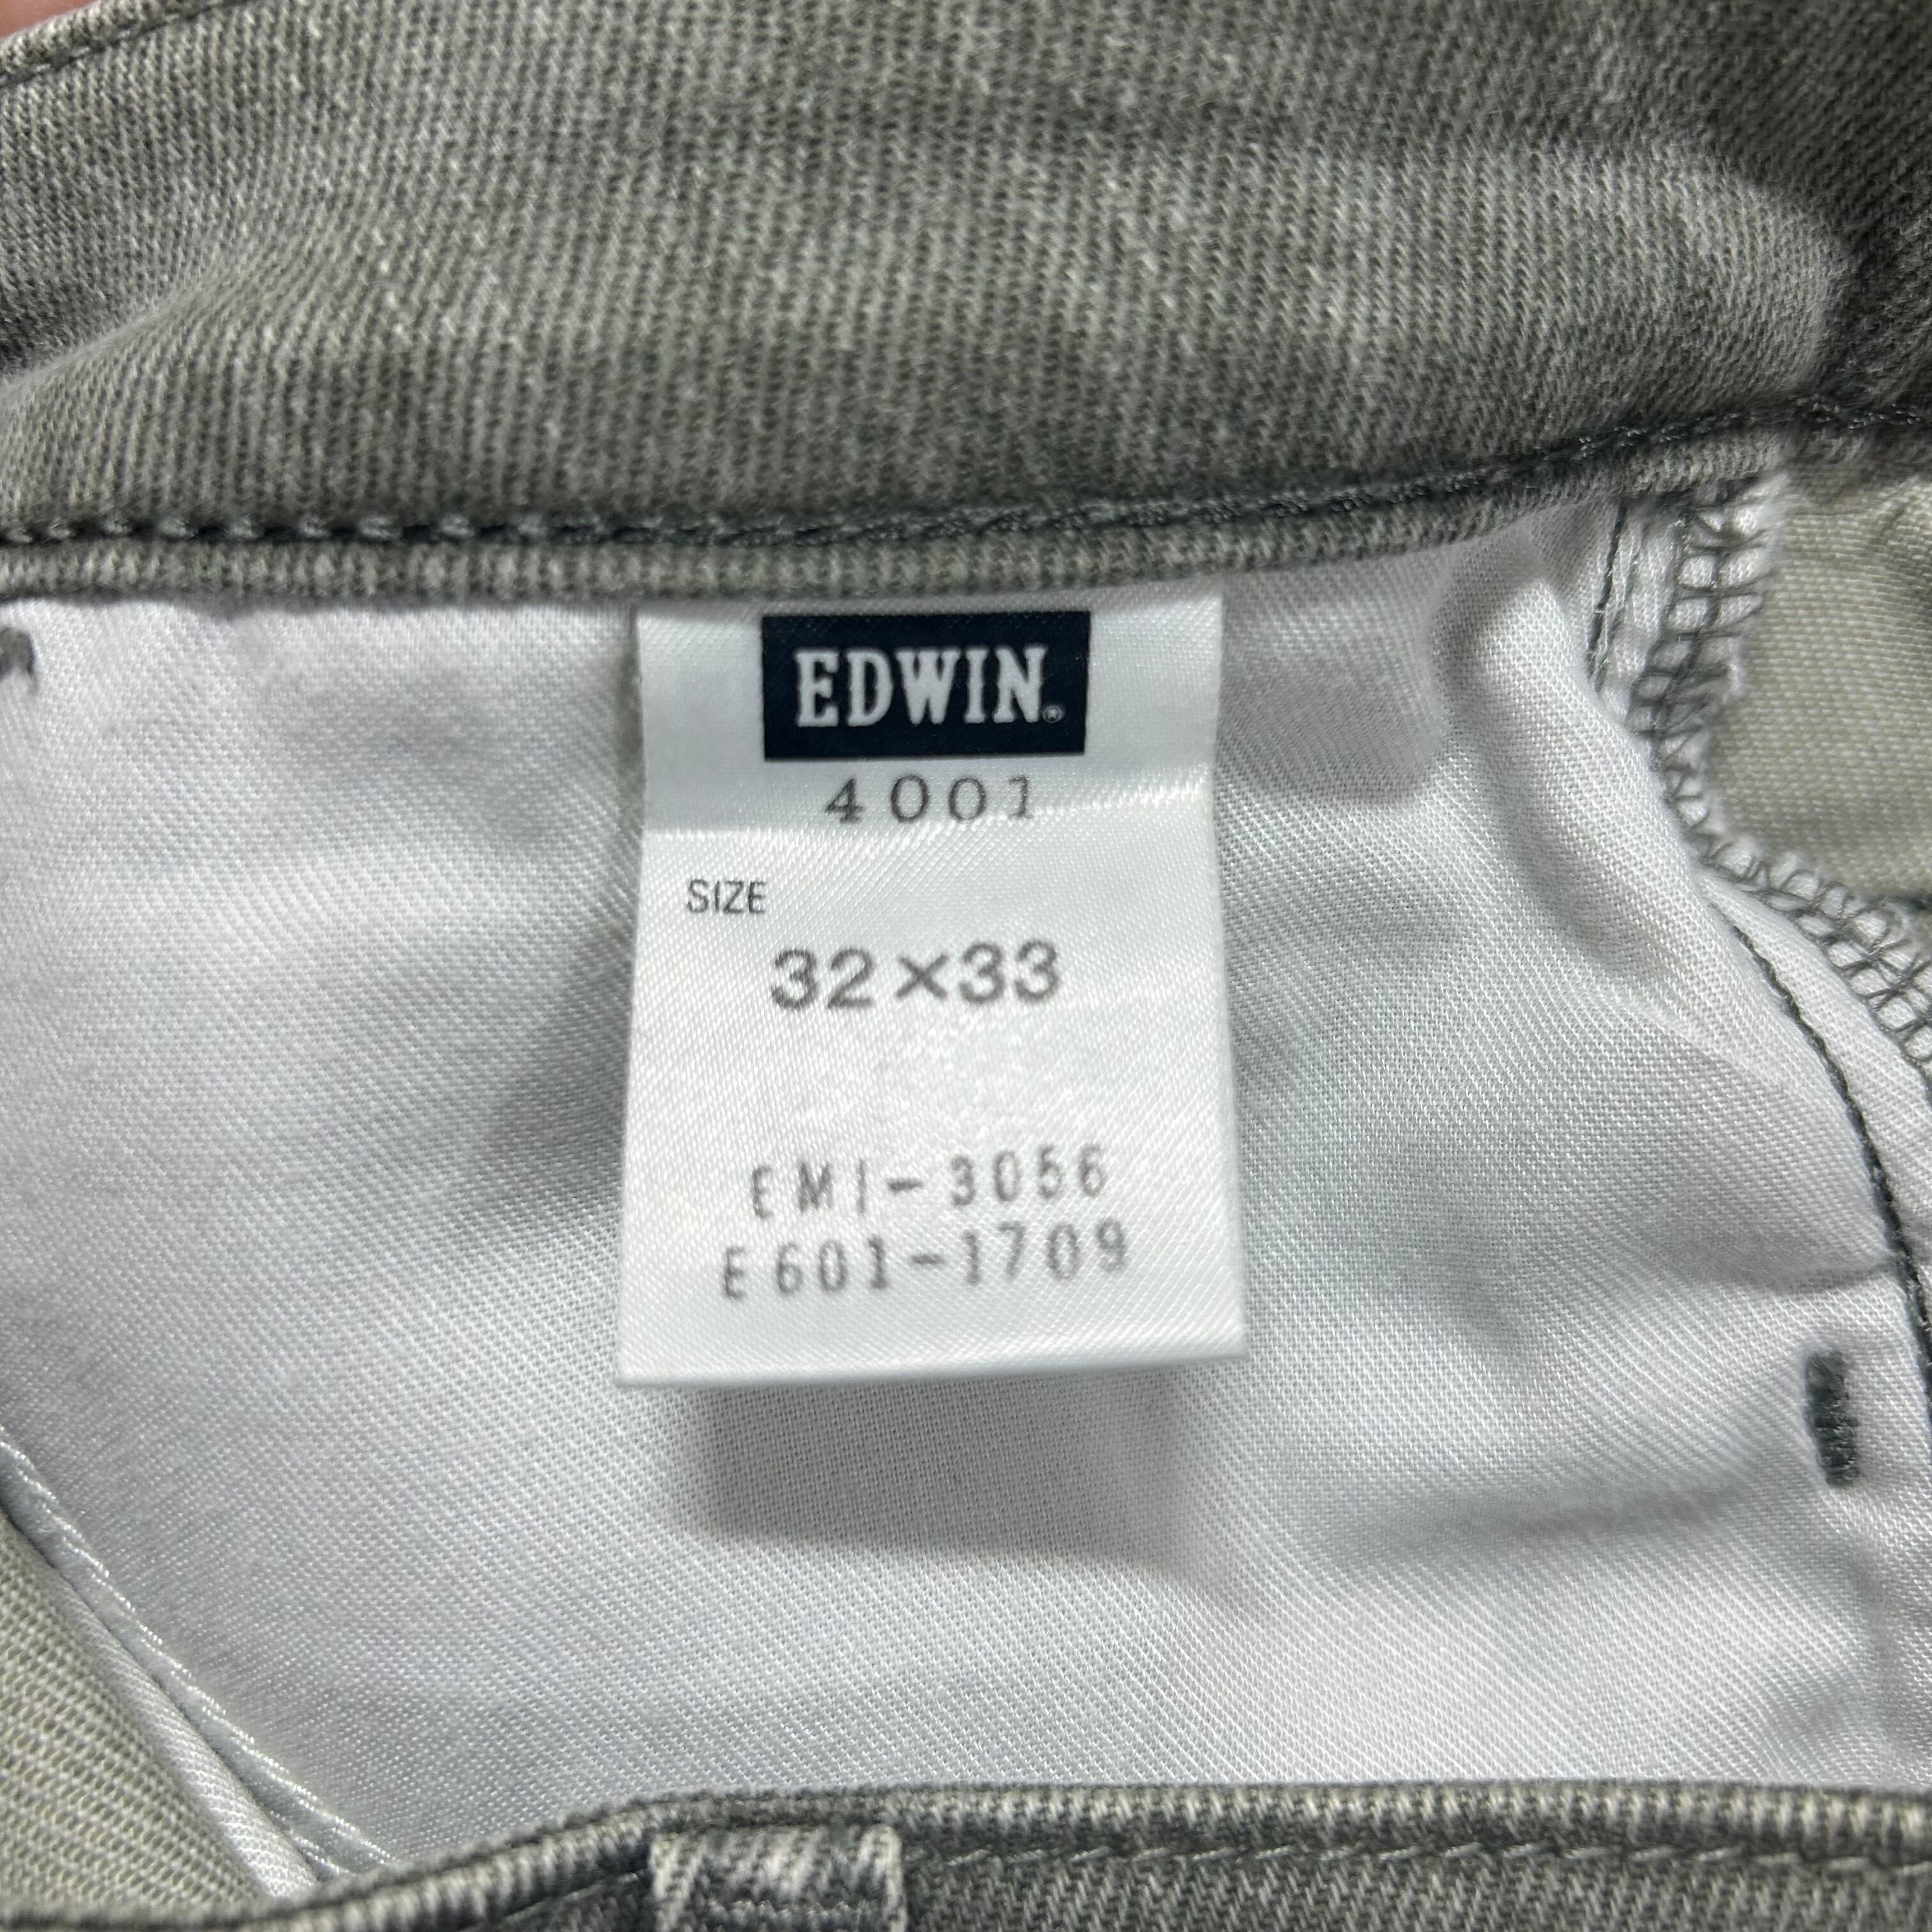 EDWIN®
4001
SIZE
32×33
EMI-3056
E601-1709